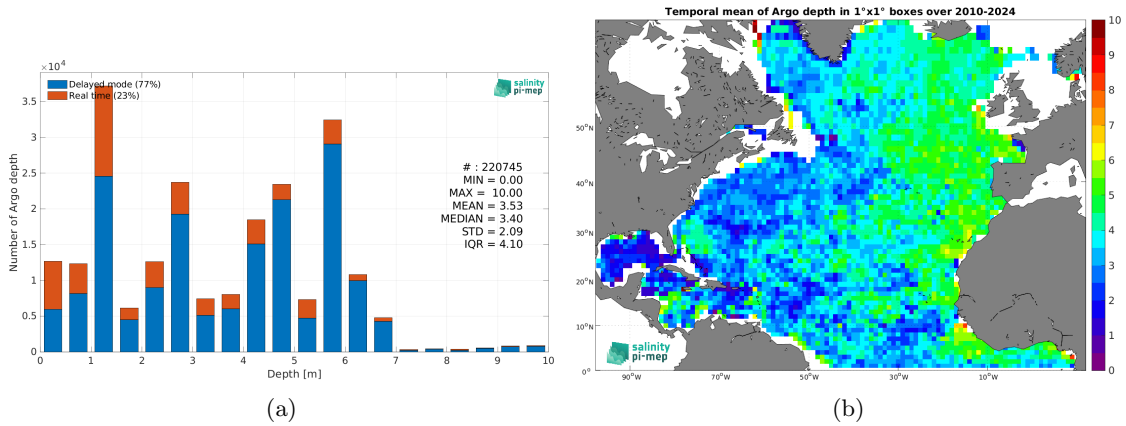 ×10⁴
Delayed mode (77%)
Real time (23%)
salinity
pi-mep
# : 220745
MIN = 0.00
MAX = 10.00
MEAN = 3.53
MEDIAN = 3.40
STD = 2.09
IQR = 4.10
Number of Argo depth
3.5
3
2.5
2
1.5
1
0.5
0
0 1 2 3 4 5 6 7 8 9 10
Depth [m]
(a)
Temporal mean of Argo depth in 1°x1° boxes over 2010-2024
50°N
40°N
30°N
20°N
10°N
0°
90°W 70°W 50°W 30°W 10°W
salinity
pi-mep
10
9
8
7
6
5
4
3
2
1
0
(b)